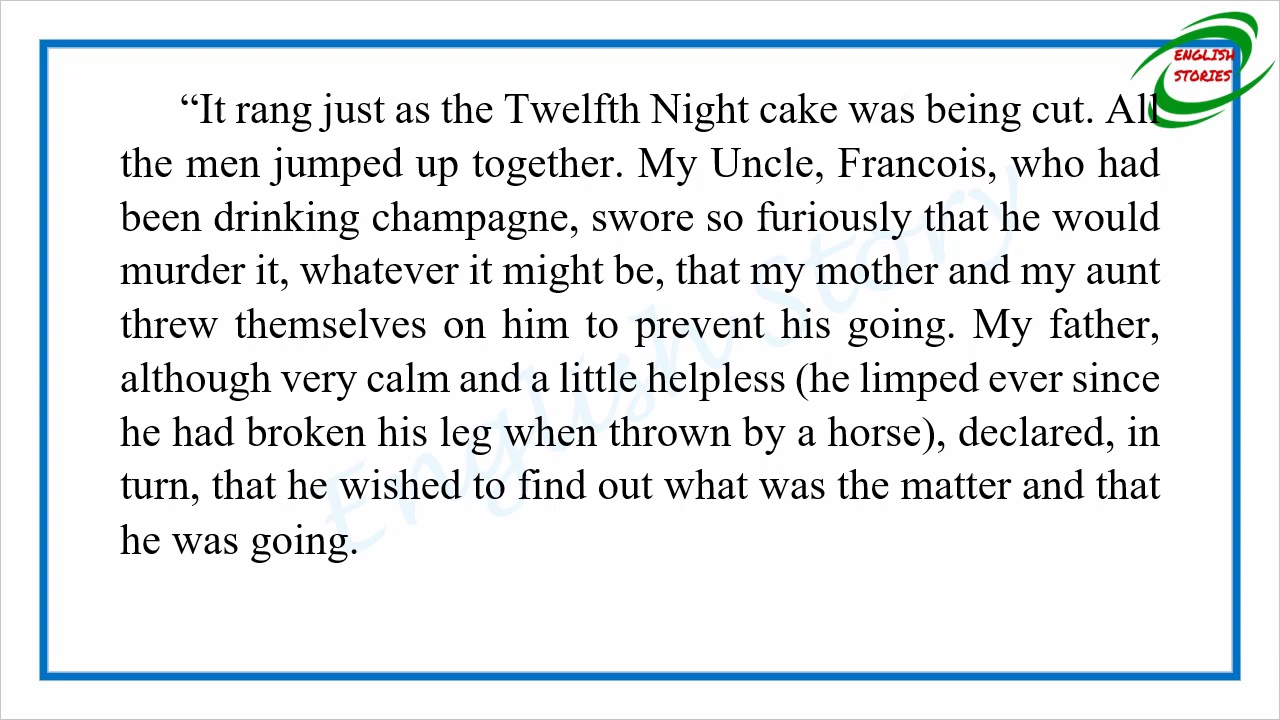 ENGLISH
STORIES
“It rang just as the Twelfth Night cake was being cut. All
the men jumped up together. My Uncle, Francois, who had
been drinking champagne, swore so furiously that he would
murder it, whatever it might be, that my mother and my aunt
threw themselves on him to prevent his going. My father,
although very calm and a little helpless (he limped ever since
he had broken his leg when thrown by a horse), declared, in
turn, that he wished to find out what was the matter and that
he was going.
English Story